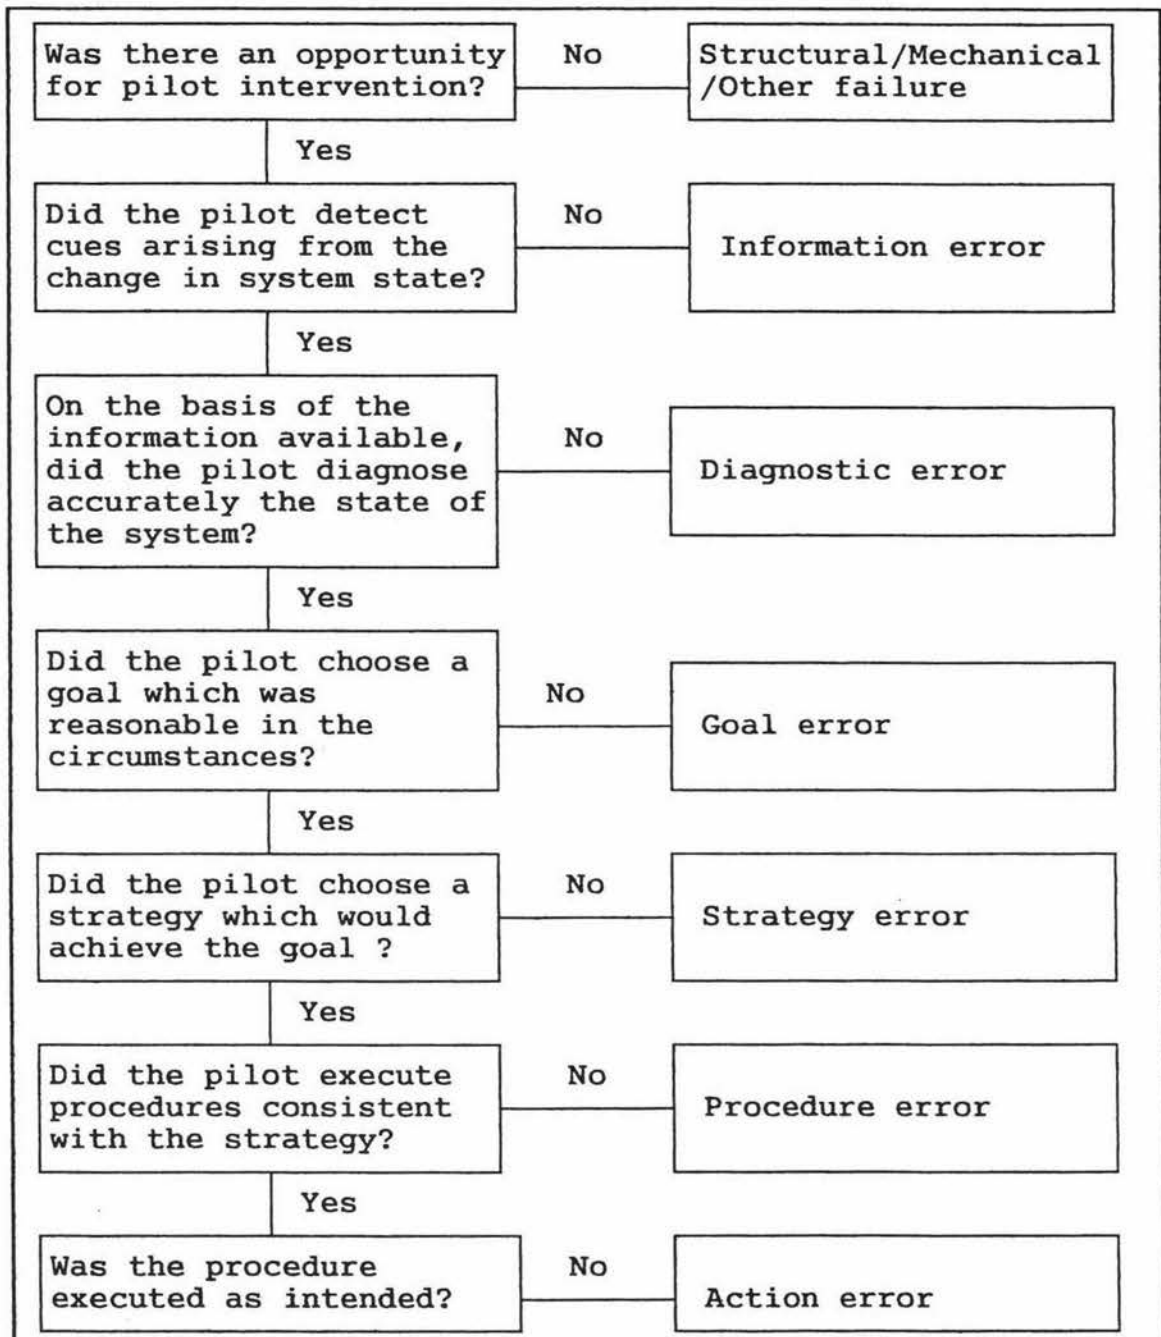 Was there an opportunity
for pilot intervention?
No
Structural/Mechanical
/Other failure
Yes
Did the pilot detect
cues arising from the
change in system state?
No
Information error
Yes
On the basis of the
information available,
did the pilot diagnose
accurately the state of
the system?
No
Diagnostic error
Yes
Did the pilot choose a
goal which was
reasonable in the
circumstances?
No
Goal error
Yes
Did the pilot choose a
strategy which would
achieve the goal ?
No
Strategy error
Yes
Did the pilot execute
procedures consistent
with the strategy?
No
Procedure error
Yes
Was the procedure
executed as intended?
No
Action error